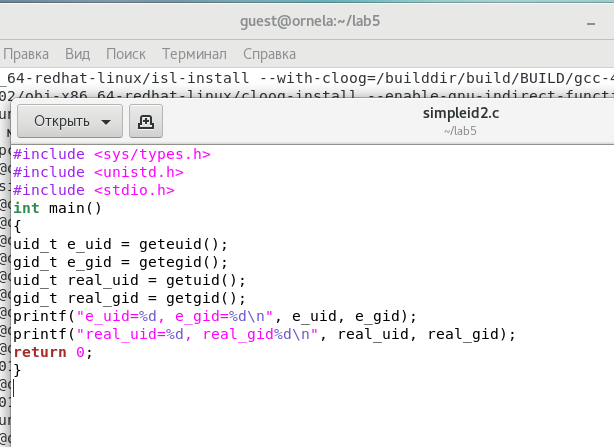 guest@ornela:~/lab5
Правка Вид Поиск Терминал Справка
_64-redhat-linux/isl-install --with-cloog=/builddir/build/BUILD/gcc-4
Открыть
simpleid2.c
~/lab5
#include <sys/types.h>
#include <unistd.h>
#include <stdio.h>
int main()
{
uid_t e_uid = geteuid();
gid_t e_gid = getegid();
uid_t real_uid = getuid();
gid_t real_gid = getgid();
printf("e_uid=%d, e_gid=%d\n", e_uid, e_gid);
printf("real_uid=%d, real_gid%d\n", real_uid, real_gid);
return 0;
}